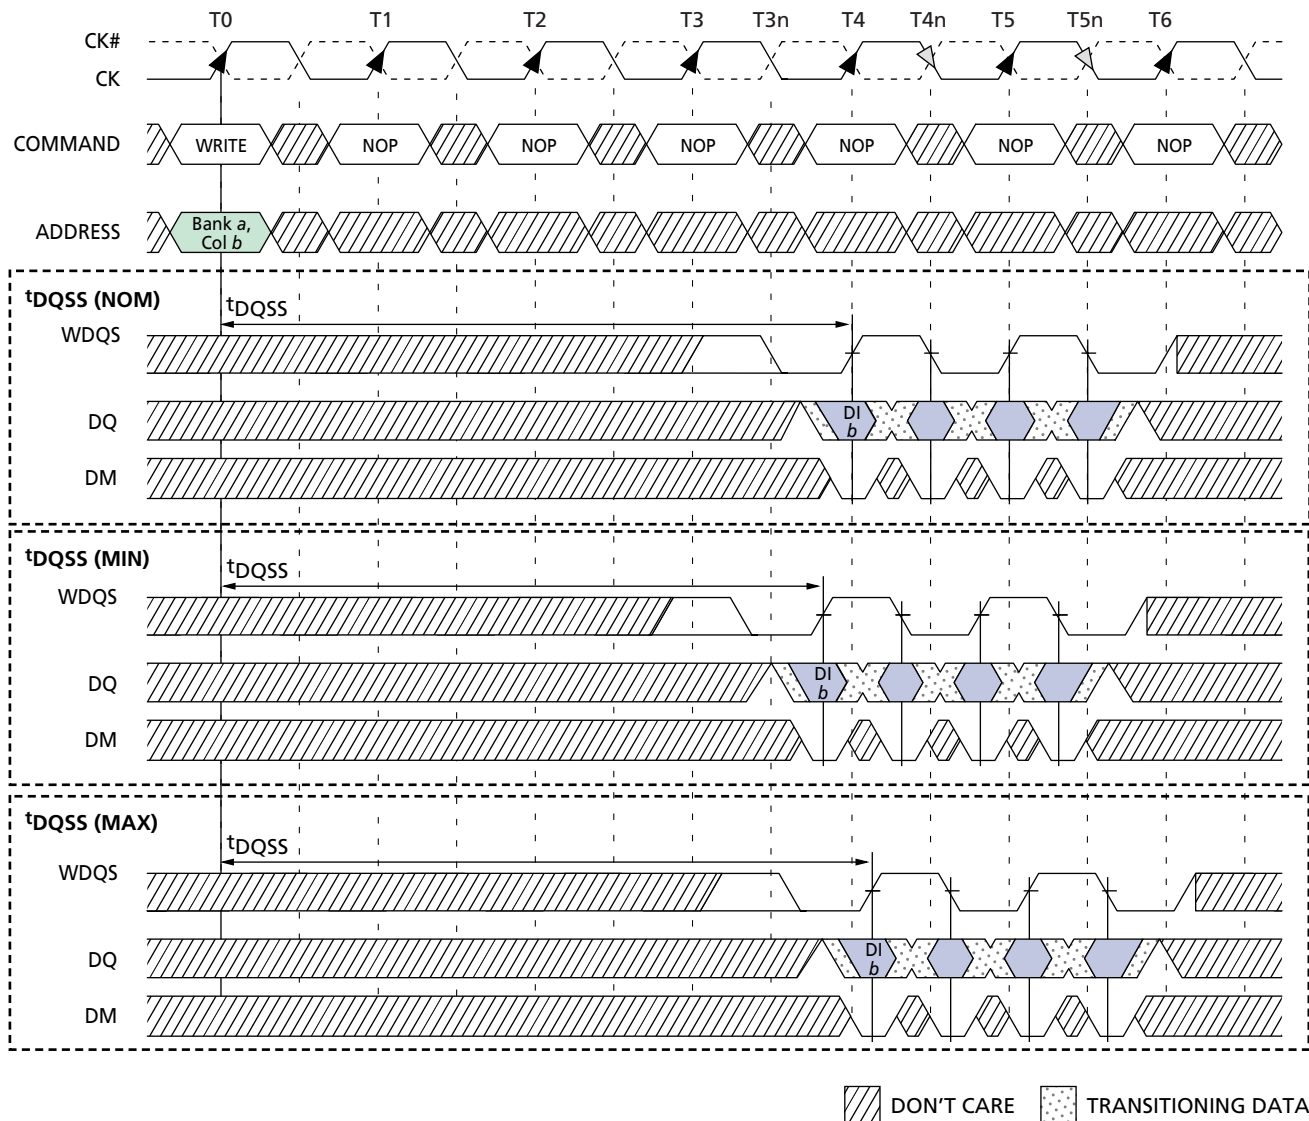 T0 T1 T2 T3 T3n T4 T4n T5 T5n T6
CK#
CK
COMMAND WRITE NOP NOP NOP NOP NOP NOP
ADDRESS Bank a,
Col b
tDQSS (NOM)
tDQSS
WDQS
DQ DI
b
DM
tDQSS (MIN)
tDQSS
WDQS
DQ DI
b
DM
tDQSS (MAX)
tDQSS
WDQS
DQ DI
b
DM
DON'T CARE TRANSITIONING DATA